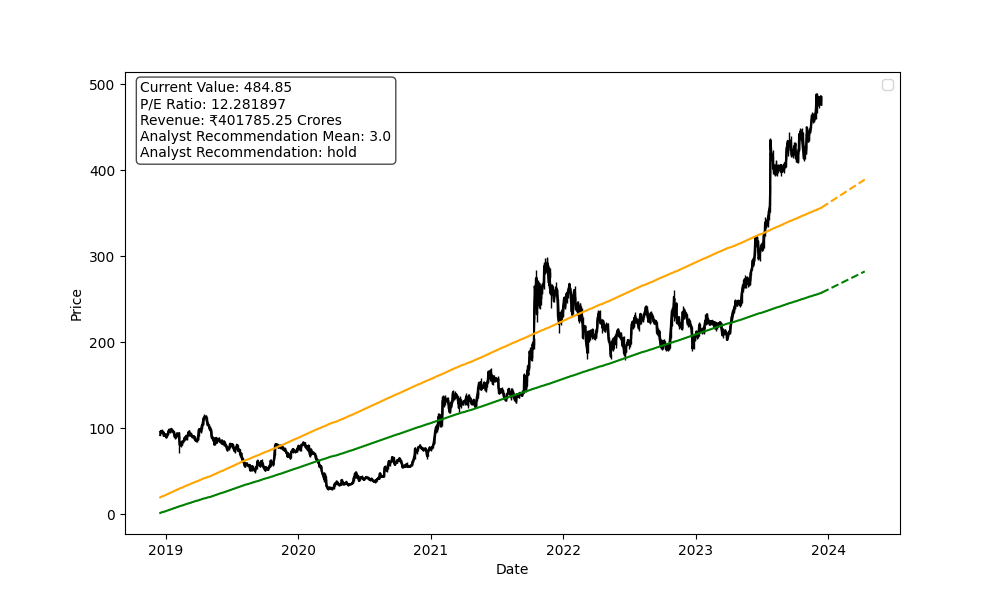 Current Value: 484.85
P/E Ratio: 12.281897
Revenue: ₹401785.25 Crores
Analyst Recommendation Mean: 3.0
Analyst Recommendation: hold
500
400
300
200
100
0
Price
2019 2020 2021 2022 2023 2024
Date